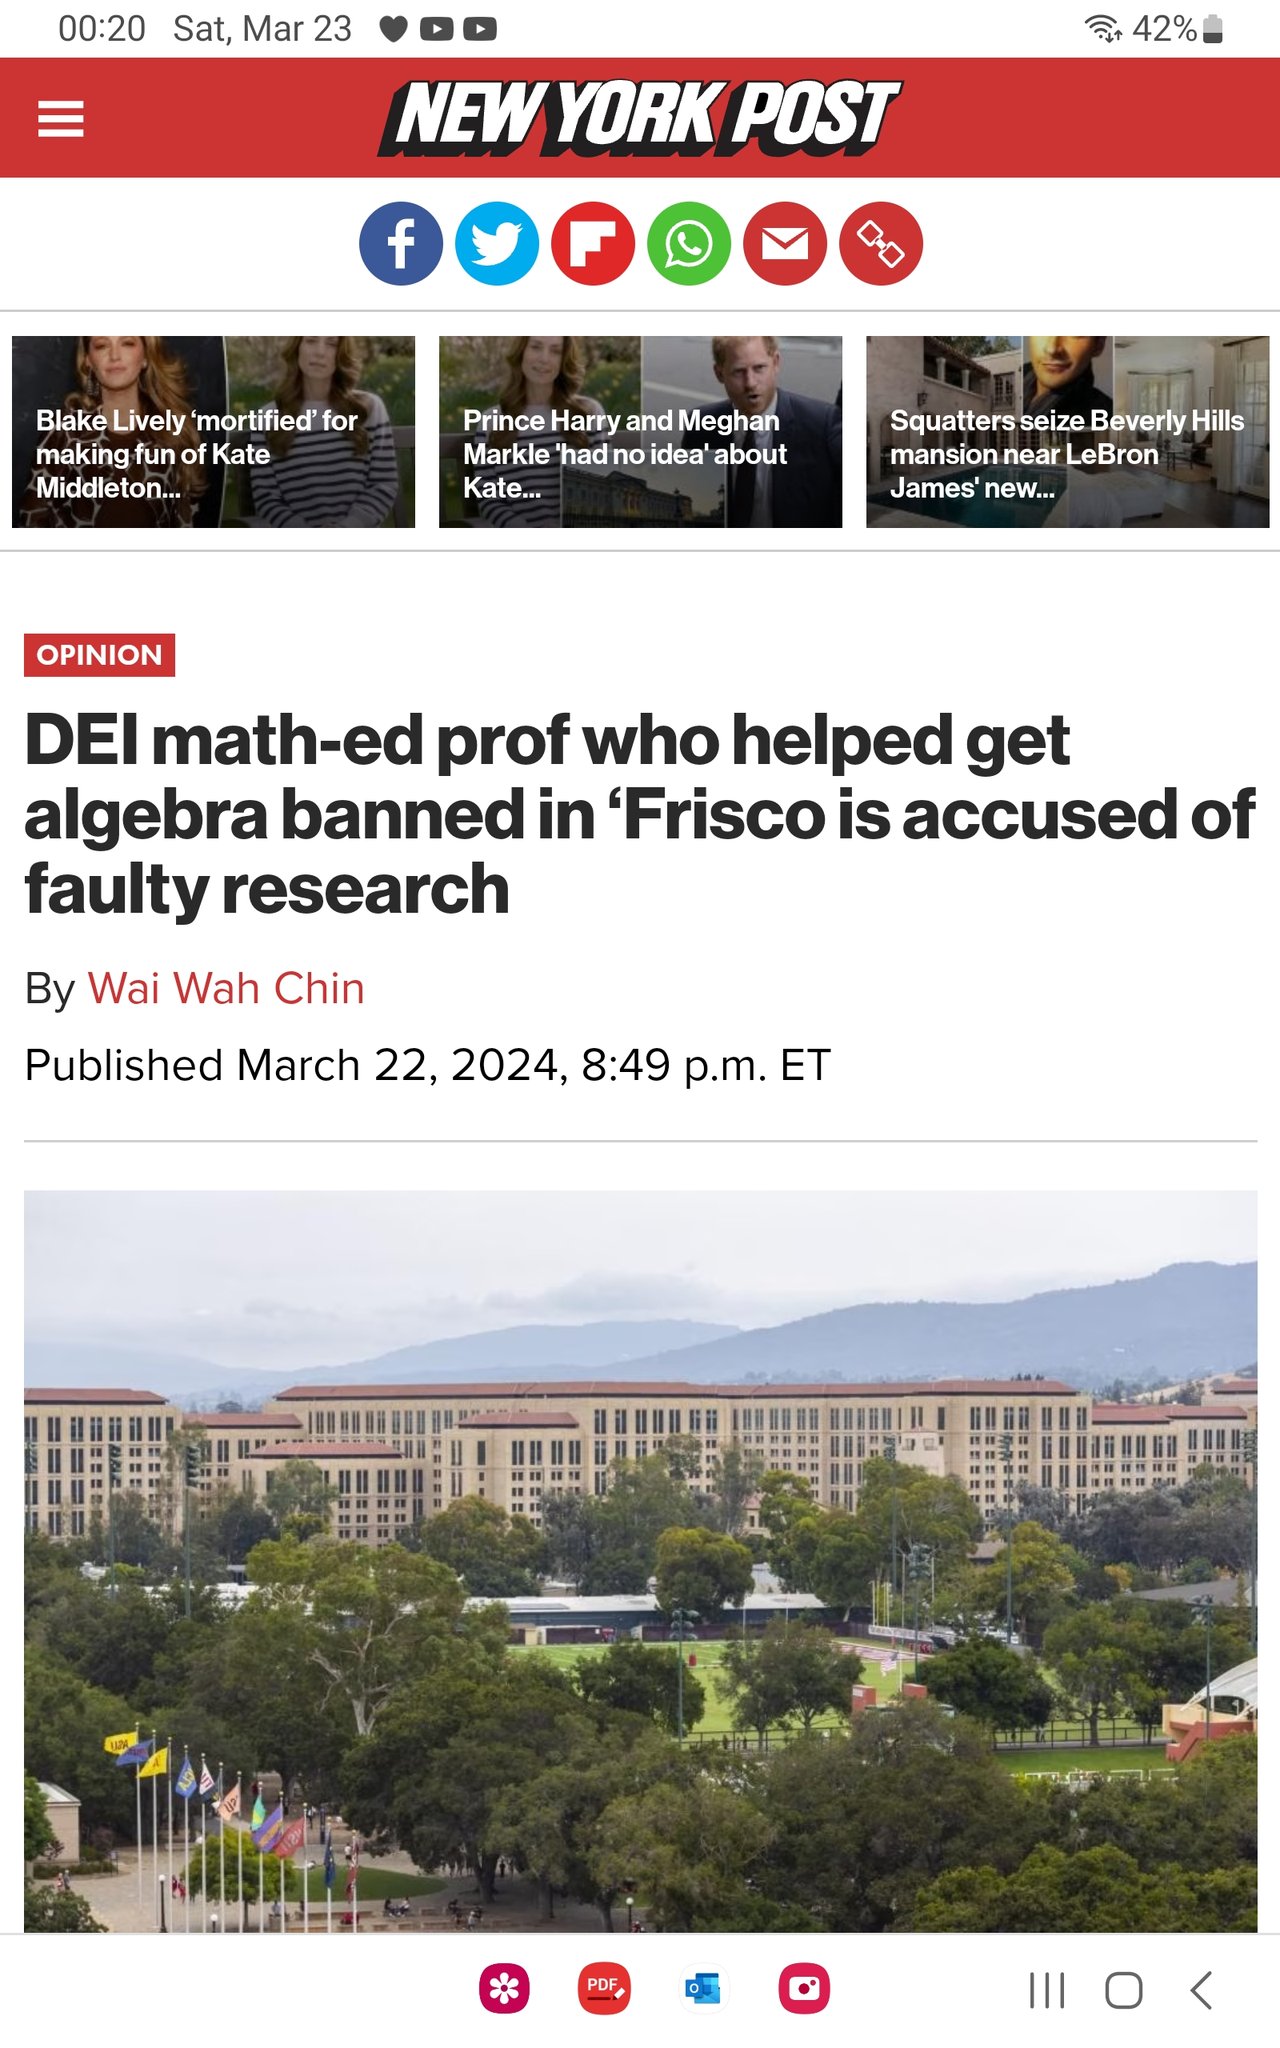 00:20 Sat, Mar 23 42%
NEW YORK POST
Blake Lively ‘mortified’ for
making fun of Kate
Middleton...
Prince Harry and Meghan
Markle 'had no idea' about
Kate...
Squatters seize Beverly Hills
mansion near LeBron
James' new...
OPINION
DEI math-ed prof who helped get
algebra banned in ‘Frisco is accused of
faulty research
By Wai Wah Chin
Published March 22, 2024, 8:49 p.m. ET
ASU
PDF